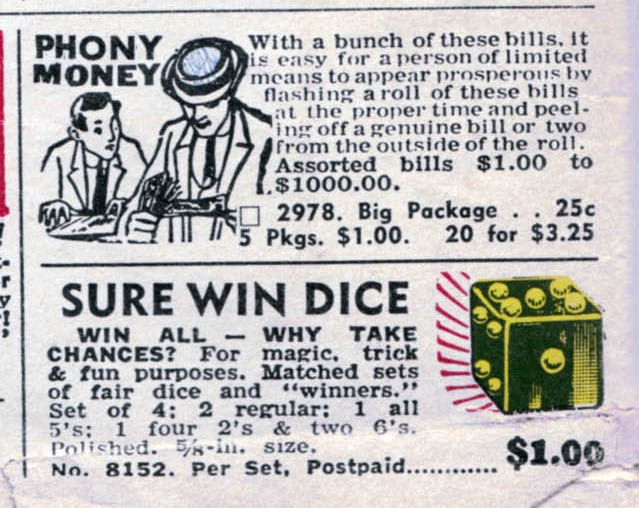 PHONY
MONEY
With a bunch of these bills, it
is easy for a person of limited
means to appear prosperous by
flashing a roll of these bills
at the proper time and peel-
ing off a genuine bill or two
from the outside of the roll.
Assorted bills $1.00 to
$1000.00.
2978. Big Package . . 25c
5 Pkgs. $1.00. 20 for $3.25
SURE WIN DICE
WIN ALL — WHY TAKE
CHANCES? For magic, trick
& fun purposes. Matched sets
of fair dice and “winners.”
Set of 4; 2 regular; 1 all
5's; 1 four 2's & two 6's.
Polished. 5/8-in. size.
No. 8152. Per Set, Postpaid............ $1.00